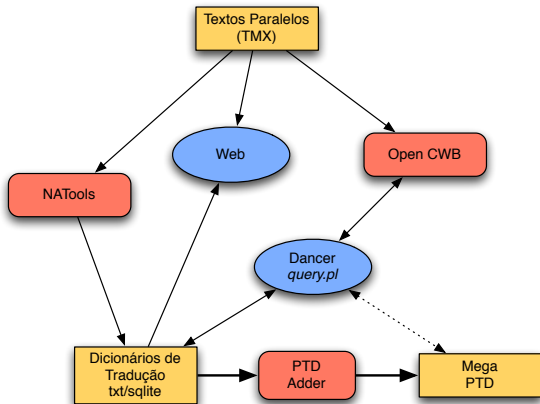 Textos Paralelos
(TMX)
Web
Open CWB
NATools
Dancer
query.pl
Dicionários de
Tradução
txt/sqlite
PTD
Adder
Mega
PTD